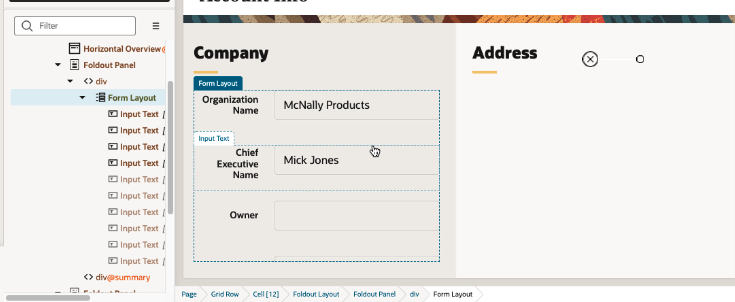 Filter
Horizontal Overview
Foldout Panel
<> div
Form Layout
Input Text
Input Text
Input Text
Input Text
Input Text
Input Text
Input Text
Input Text
Input Text
Input Text
<> div@summary
Company
Form Layout
Organization
Name
McNally Products
Input Text
Chief
Executive
Name
Mick Jones
Owner
Address
Page
Grid Row
Cell [12]
Foldout Layout
Foldout Panel
div
Form Layout